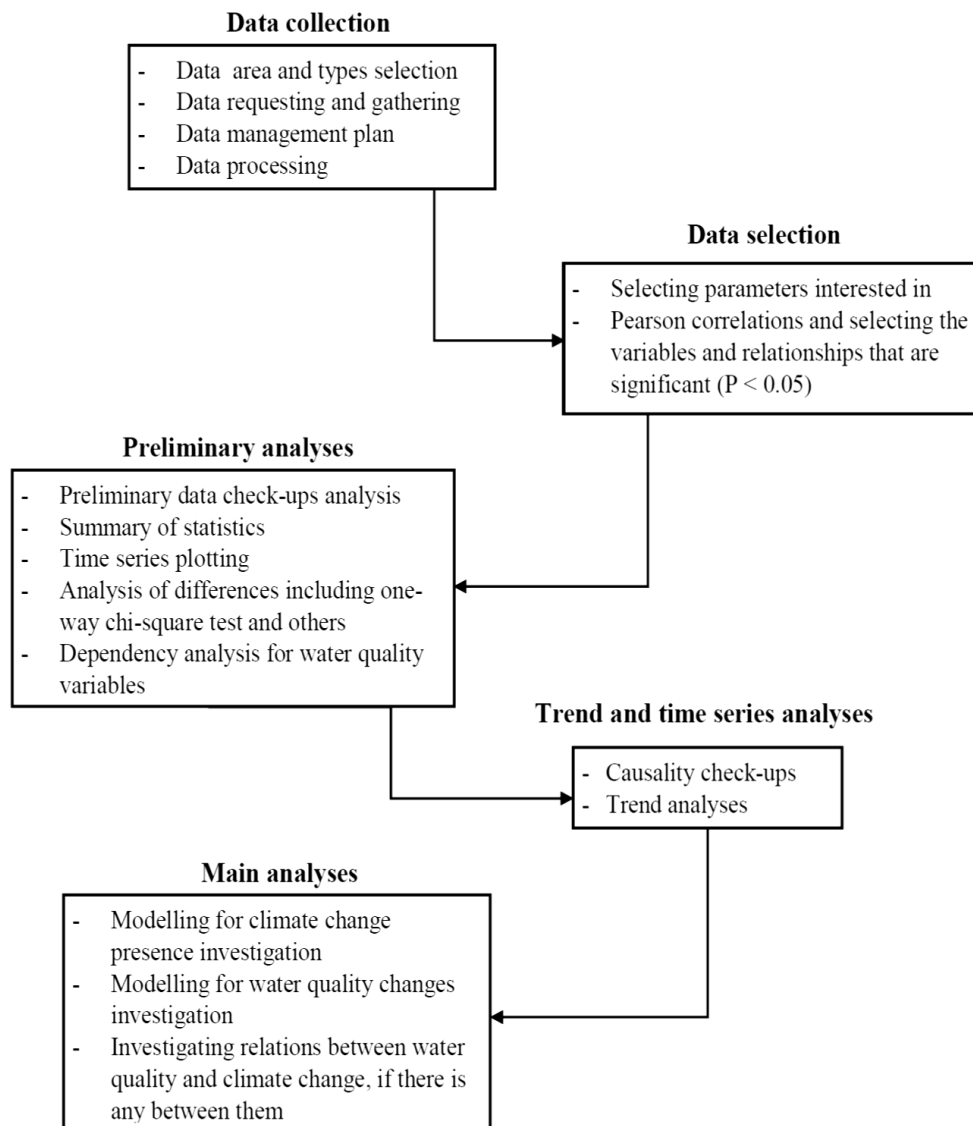 Data collection
- Data area and types selection
- Data requesting and gathering
- Data management plan
- Data processing
Data selection
- Selecting parameters interested in
- Pearson correlations and selecting the
variables and relationships that are
significant (P < 0.05)
Preliminary analyses
- Preliminary data check-ups analysis
- Summary of statistics
- Time series plotting
- Analysis of differences including one-
way chi-square test and others
- Dependency analysis for water quality
variables
Trend and time series analyses
- Causality check-ups
- Trend analyses
Main analyses
- Modelling for climate change
presence investigation
- Modelling for water quality changes
investigation
- Investigating relations between water
quality and climate change, if there is
any between them